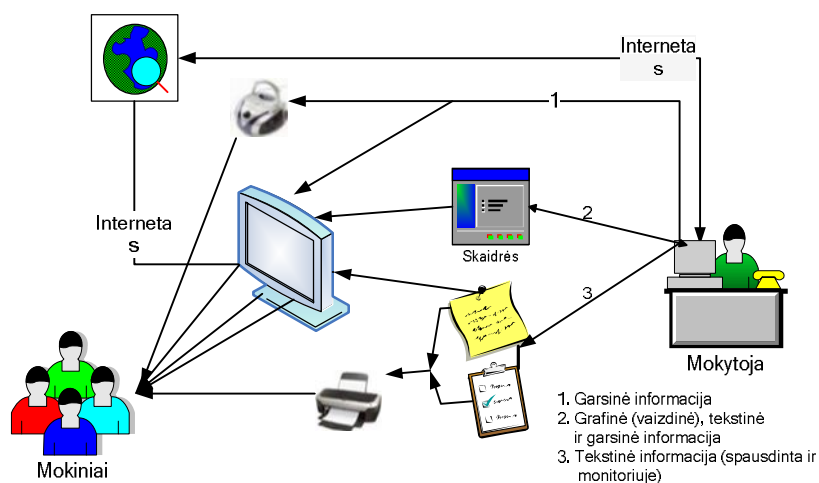 Interneta
s
1
Interneta
s
2
Skaidrės
3
Mokytoja
1. Garsinė informacija
2. Grafinė (vaizdinė), tekstinė
ir garsinė informacija
3. Tekstinė informacija (spausdinta ir
monitoriuje)
Mokiniai